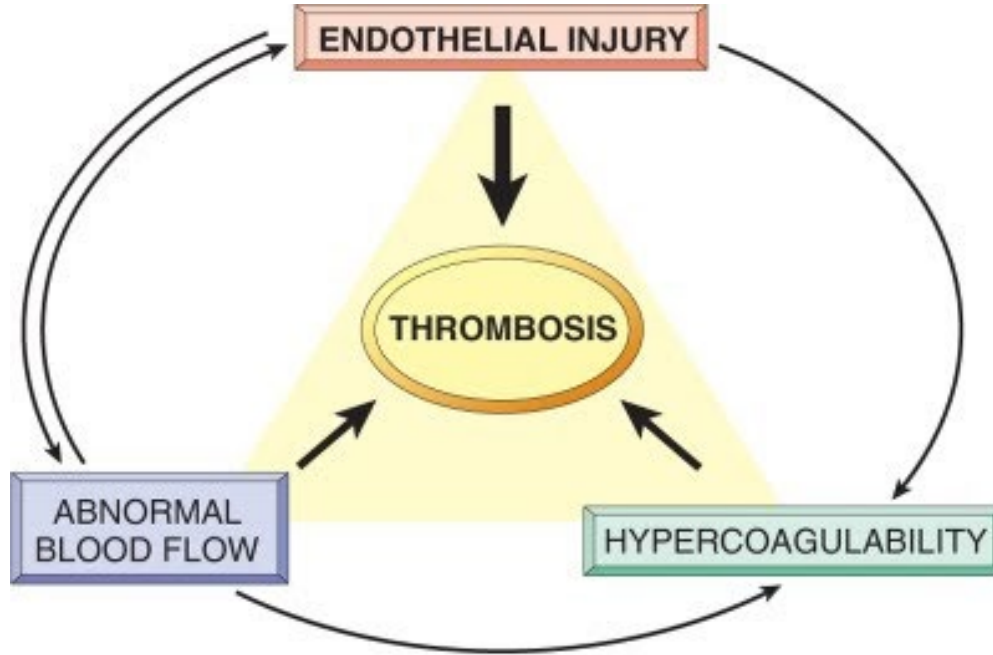 ENDOTHELIAL INJURY
THROMBOSIS
ABNORMAL
BLOOD FLOW
HYPERCOAGULABILITY